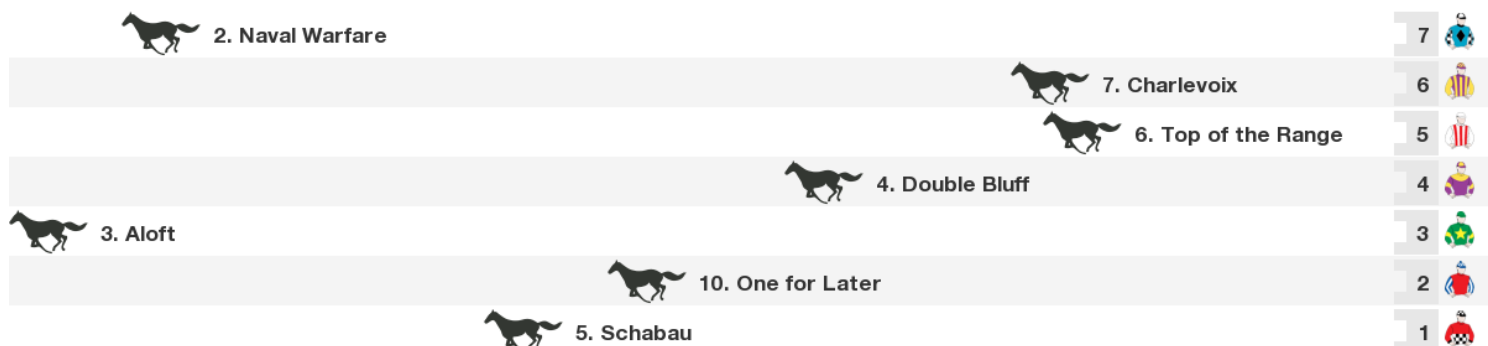 2. Naval Warfare 7
7. Charlevoix 6
6. Top of the Range 5
4. Double Bluff 4
3. Aloft 3
10. One for Later 2
5. Schabau 1